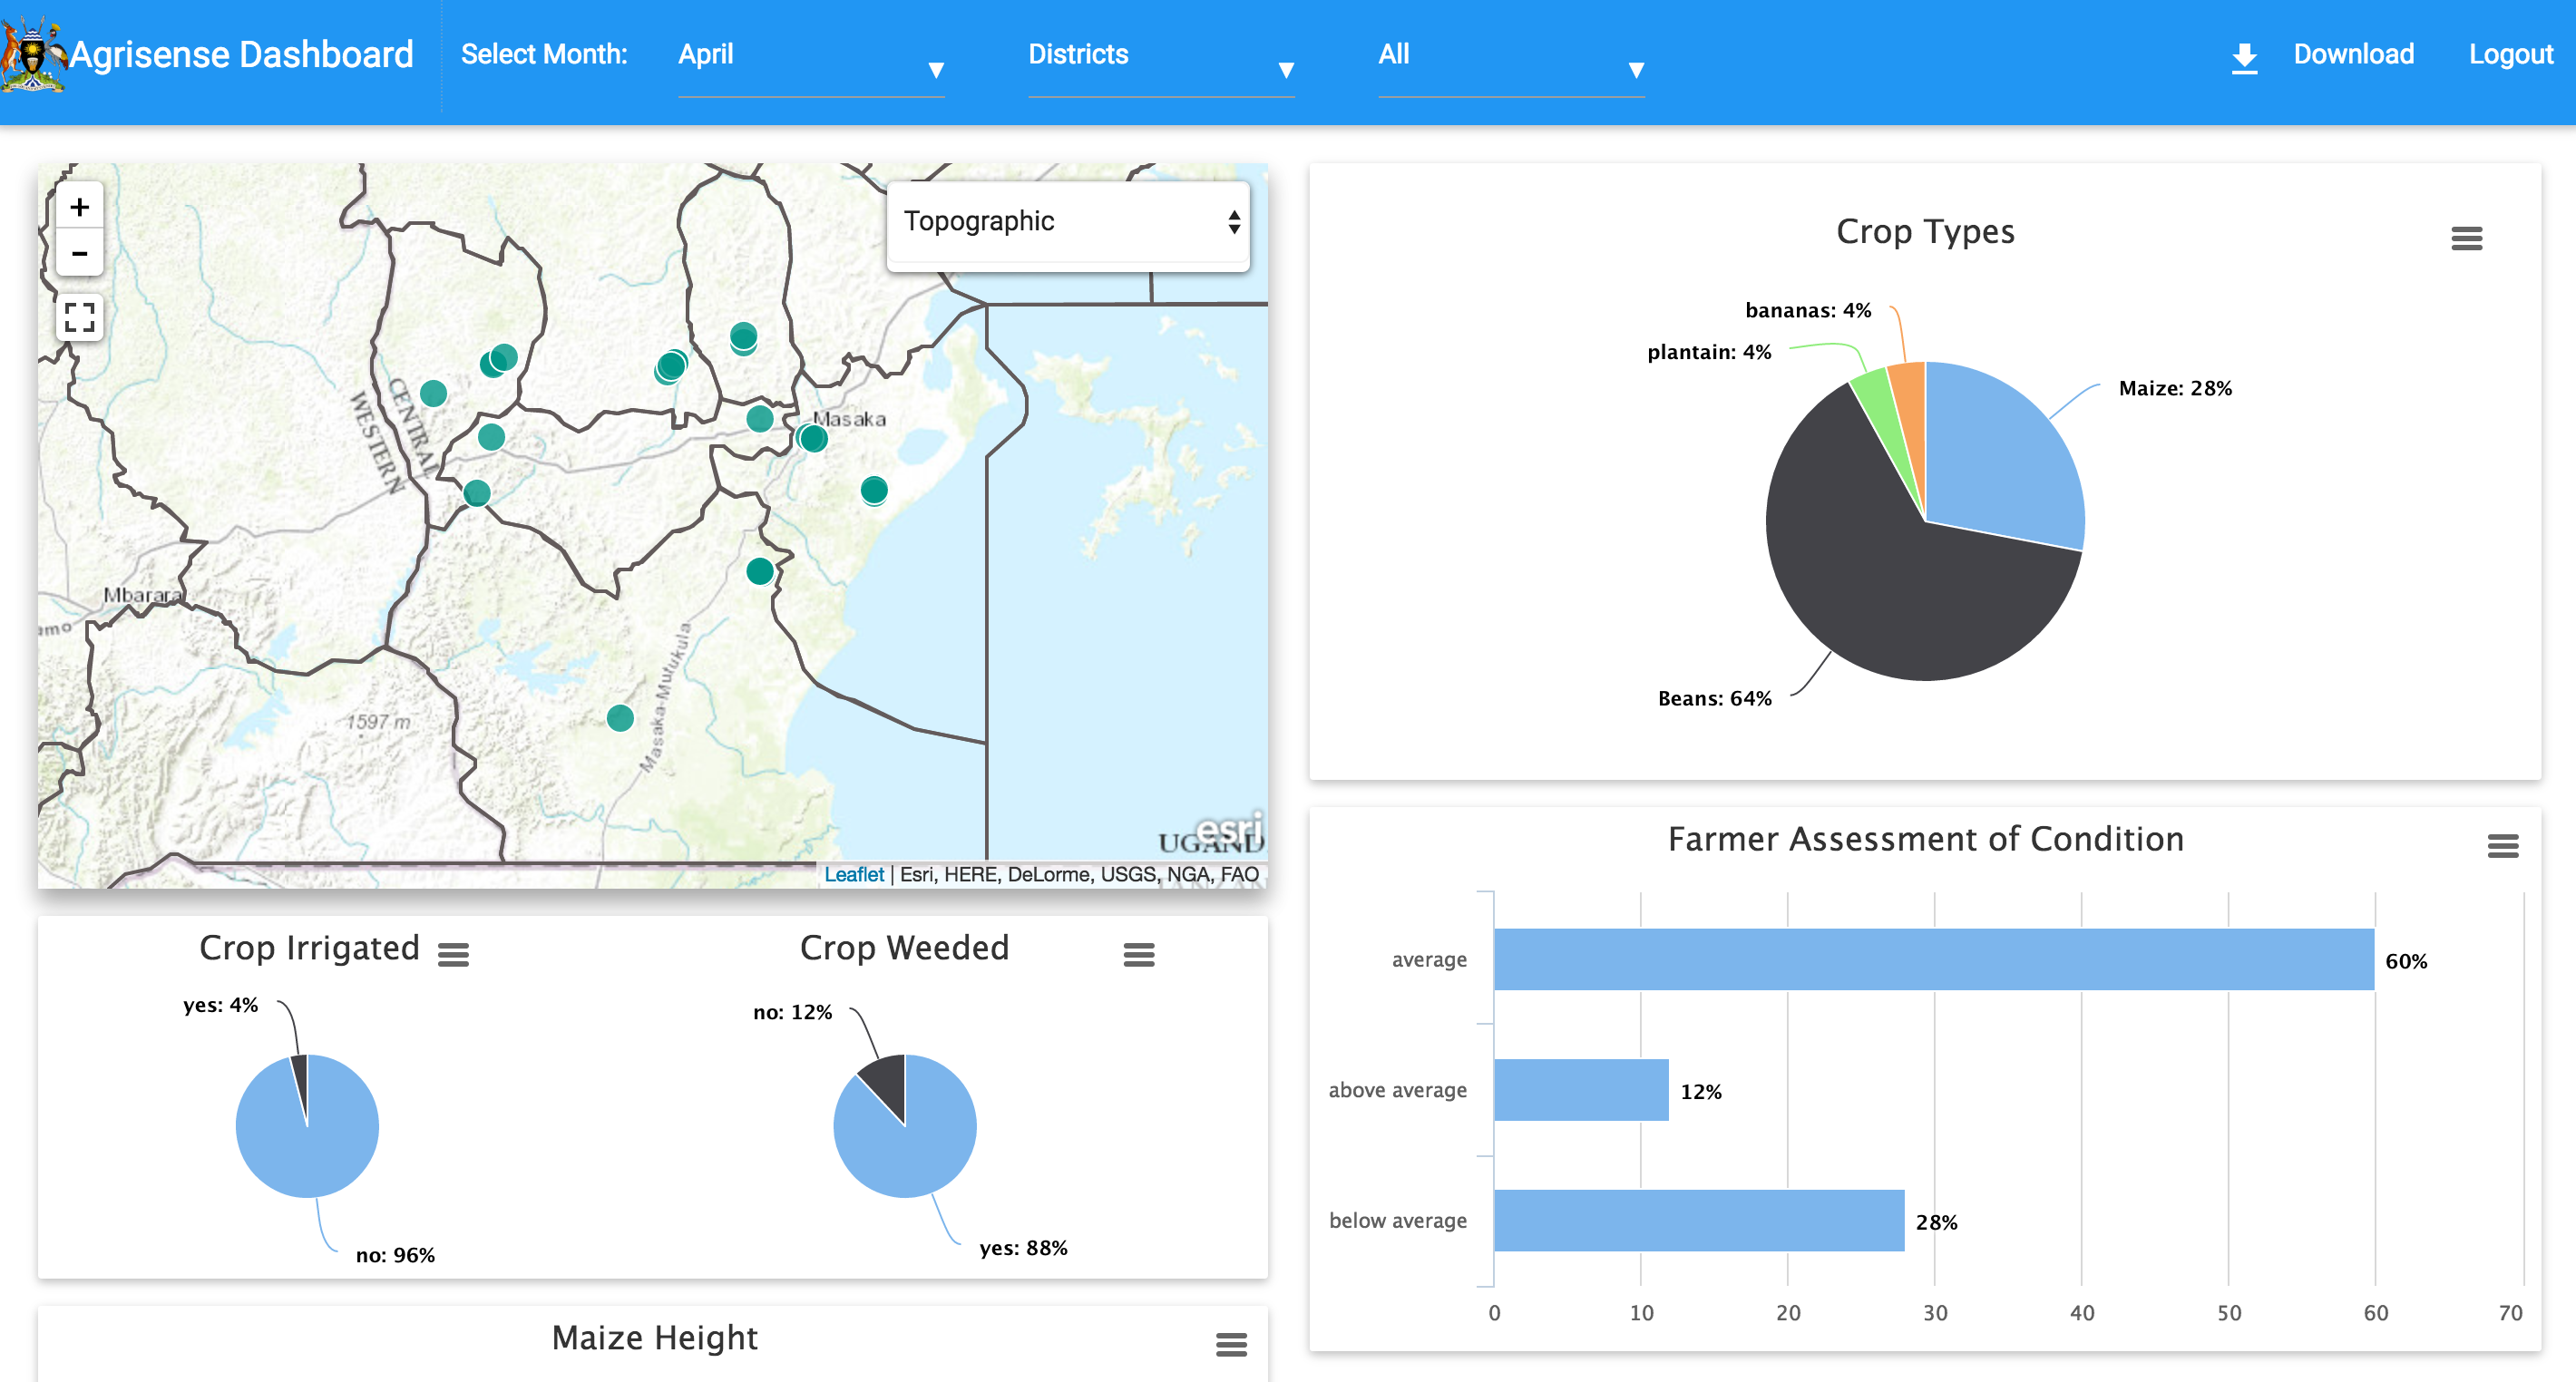 Agrisense Dashboard
Select Month:
April
Districts
All
Download
Logout
+
-
Topographic
CENTRAL
WESTERN
Masaka
Mbarara
Masaka-Mutukula
1597 m
esri
UGAND
Leaflet | Esri, HERE, DeLorme, USGS, NGA, FAO
Crop Types
bananas: 4%
plantain: 4%
Maize: 28%
Beans: 64%
Crop Irrigated
yes: 4%
no: 96%
Crop Weeded
no: 12%
yes: 88%
Maize Height
Farmer Assessment of Condition
average
60%
above average
12%
below average
28%
0 10 20 30 40 50 60 70